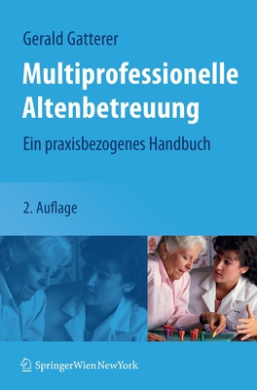 Gerald Gatterer
Multiprofessionelle
Altenbetreuung
Ein praxisbezogenes Handbuch
2. Auflage
SpringerWienNewYork